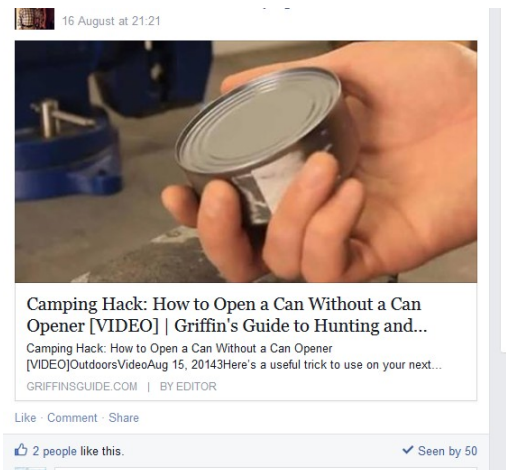 16 August at 21:21
Camping Hack: How to Open a Can Without a Can
Opener [VIDEO] | Griffin's Guide to Hunting and...
Camping Hack: How to Open a Can Without a Can Opener
[VIDEO]OutdoorsVideoAug 15, 20143Here's a useful trick to use on your next...
GRIFFINSGUIDE.COM | BY EDITOR
Like · Comment · Share
2 people like this.
Seen by 50